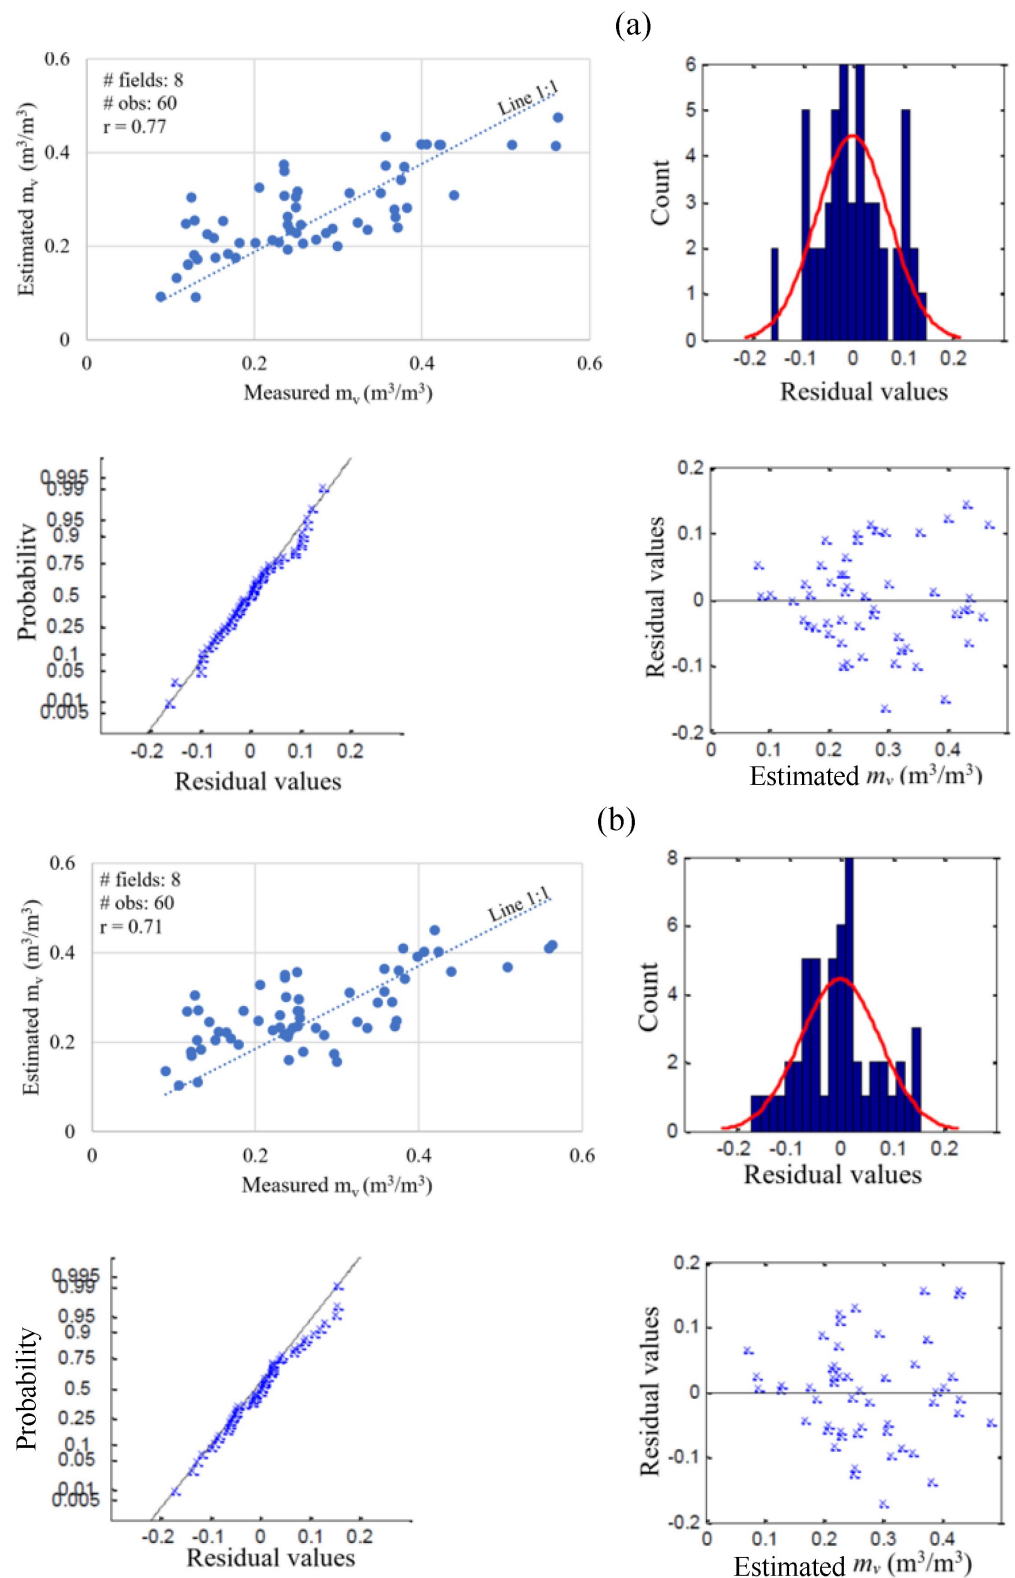 (a)
0.6
# fields: 8
# obs: 60
r = 0.77
Line 1:1
0.4
0.2
0
0 0.2 0.4 0.6
Estimated mv (m³/m³)
Measured mv (m³/m³)
6
5
4
3
2
1
0
-0.2 -0.1 0 0.1 0.2
Count
Residual values
0.995
0.99
0.95
0.9
0.75
0.5
0.25
0.1
0.05
0.01
0.005
-0.2 -0.1 0 0.1 0.2
Probability
Residual values
0.2
0.1
0
-0.1
-0.2
0 0.1 0.2 0.3 0.4
Residual values
Estimated mv (m³/m³)
(b)
0.6
# fields: 8
# obs: 60
r = 0.71
Line 1:1
0.4
0.2
0
0 0.2 0.4 0.6
Estimated mv (m³/m³)
Measured mv (m³/m³)
8
6
4
2
0
-0.2 -0.1 0 0.1 0.2
Count
Residual values
0.995
0.99
0.95
0.9
0.75
0.5
0.25
0.1
0.05
0.01
0.005
-0.2 -0.1 0 0.1 0.2
Probability
Residual values
0.2
0.1
0
-0.1
-0.2
0 0.1 0.2 0.3 0.4
Residual values
Estimated mv (m³/m³)